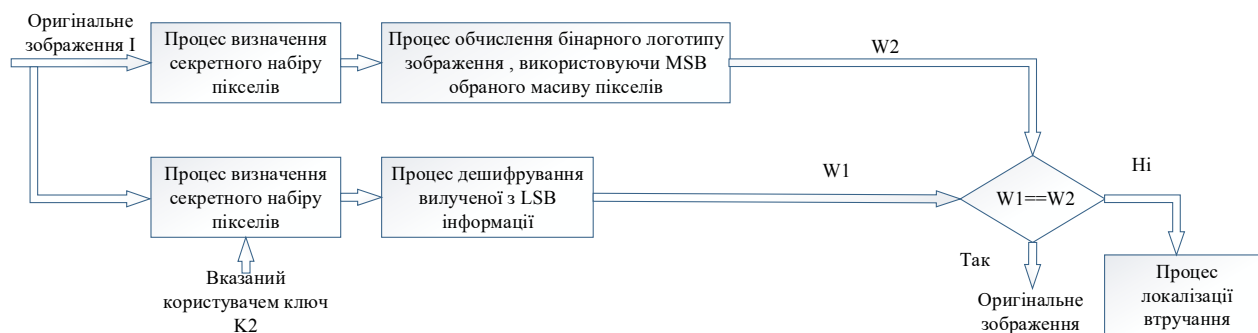 Оригінальне
зображення I
Процес визначення
секретного набіру
пікселів
Процес обчислення бінарного логотипу
зображення , використовуючи MSB
обраного масиву пікселів
W2
Процес визначення
секретного набіру
пікселів
Процес дешифрування
вилученої з LSB
інформації
W1
W1==W2
Ні
Так
Вказаний
користувачем ключ
K2
Оригінальне
зображення
Процес
локалізації
втручання